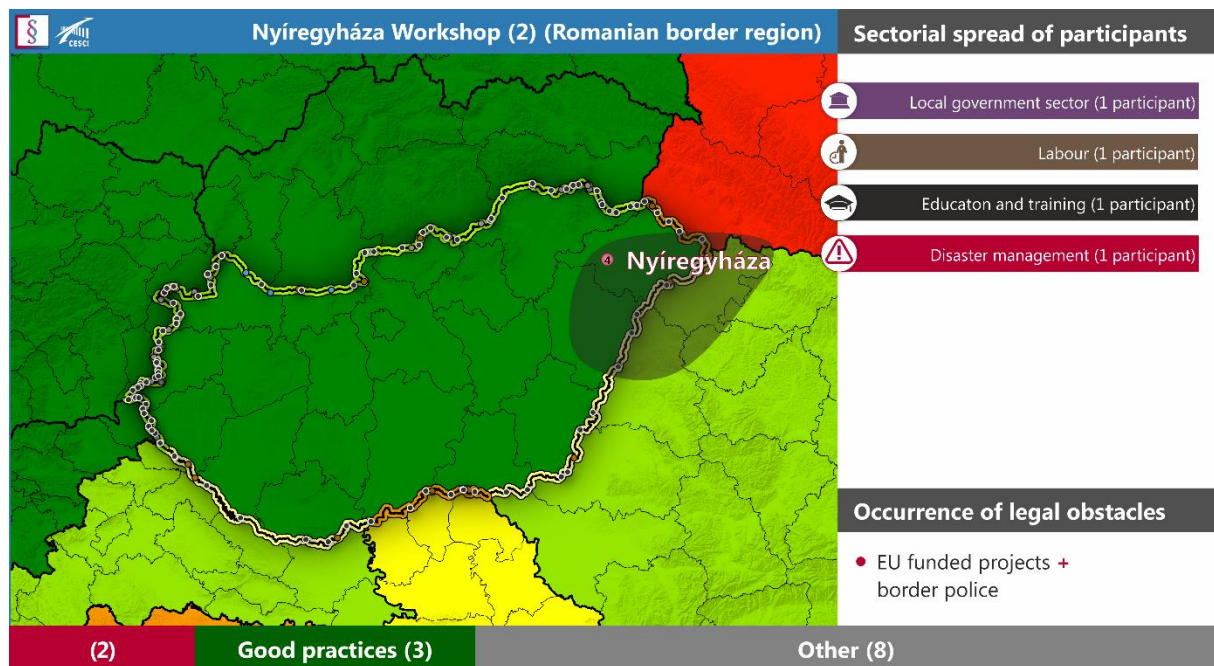 §
CESCI
Nyíregyháza Workshop (2) (Romanian border region)
Sectorial spread of participants
Local government sector (1 participant)
Labour (1 participant)
Educaton and training (1 participant)
Disaster management (1 participant)
4
Nyíregyháza
Occurrence of legal obstacles
• EU funded projects +
border police
(2)
Good practices (3)
Other (8)